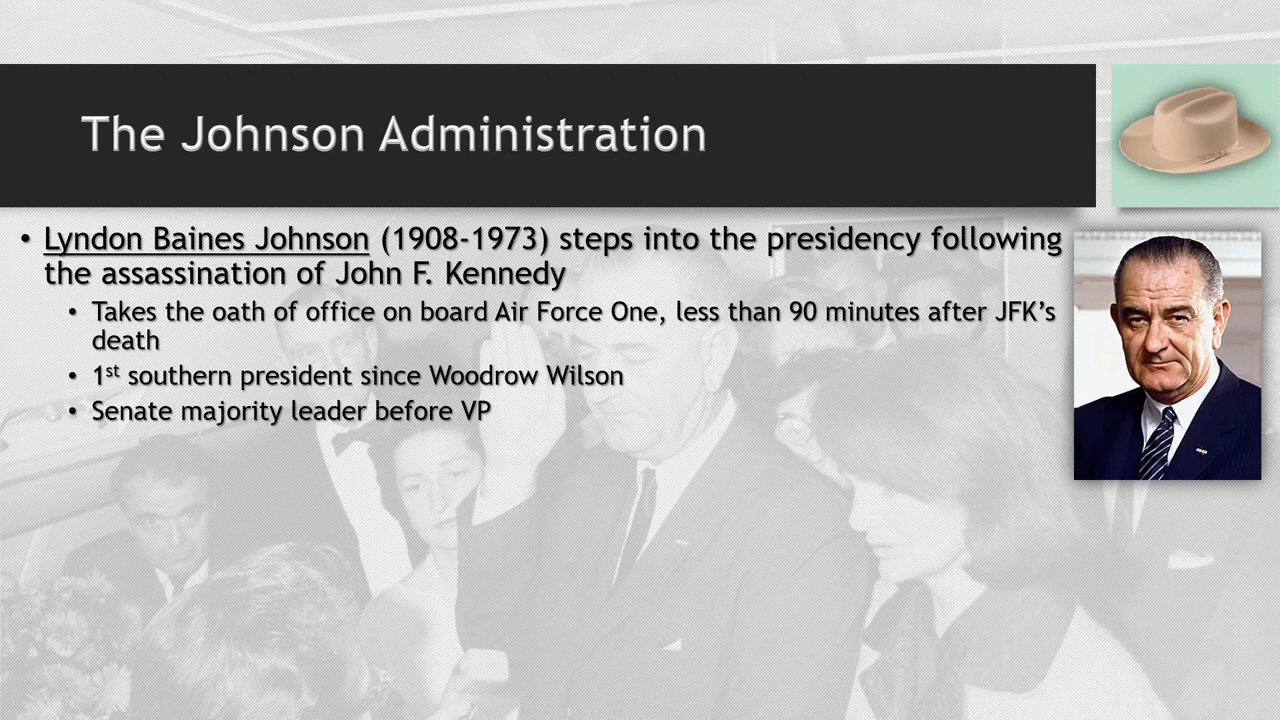 The Johnson Administration
• Lyndon Baines Johnson (1908-1973) steps into the presidency following
the assassination of John F. Kennedy
• Takes the oath of office on board Air Force One, less than 90 minutes after JFK’s
death
• 1st southern president since Woodrow Wilson
• Senate majority leader before VP